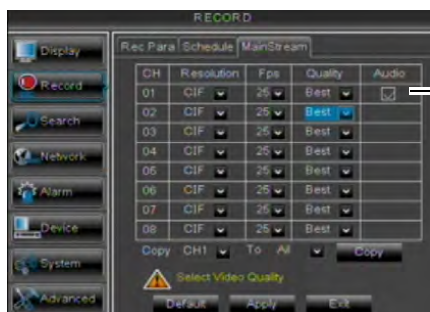 RECORD
Display
Record
Search
Network
Alarm
Device
System
Advanced
Rec Para Schedule MainStream
CH Resolution Fps Quality Audio
01 CIF 25 Best
02 CIF 25 Best
03 CIF 25 Best
04 CIF 25 Best
05 CIF 25 Best
06 CIF 25 Best
07 CIF 25 Best
08 CIF 25 Best
Copy CH1 To All Copy
Select Video Quality
Default Apply Exit